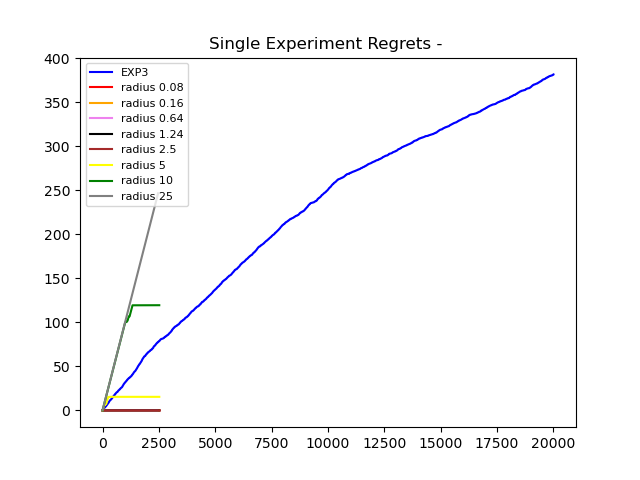 Single Experiment Regrets -
400
350
300
250
200
150
100
50
0
EXP3
radius 0.08
radius 0.16
radius 0.64
radius 1.24
radius 2.5
radius 5
radius 10
radius 25
0 2500 5000 7500 10000 12500 15000 17500 20000